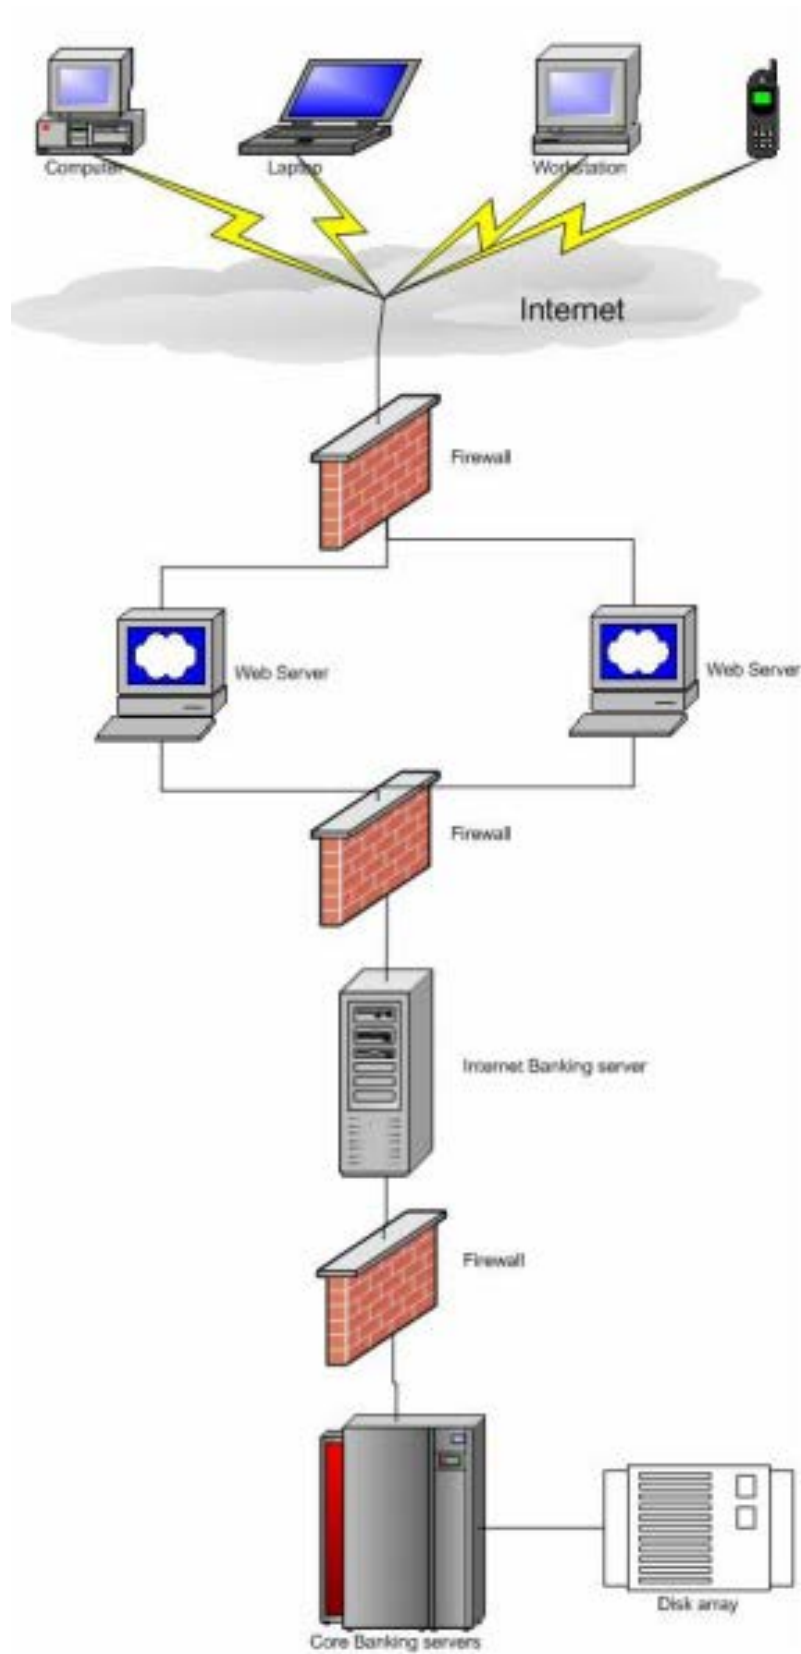 Computer
Laptop
Workstation
Internet
Firewall
Web Server
Web Server
Firewall
Internet Banking server
Firewall
Disk array
Core Banking servers